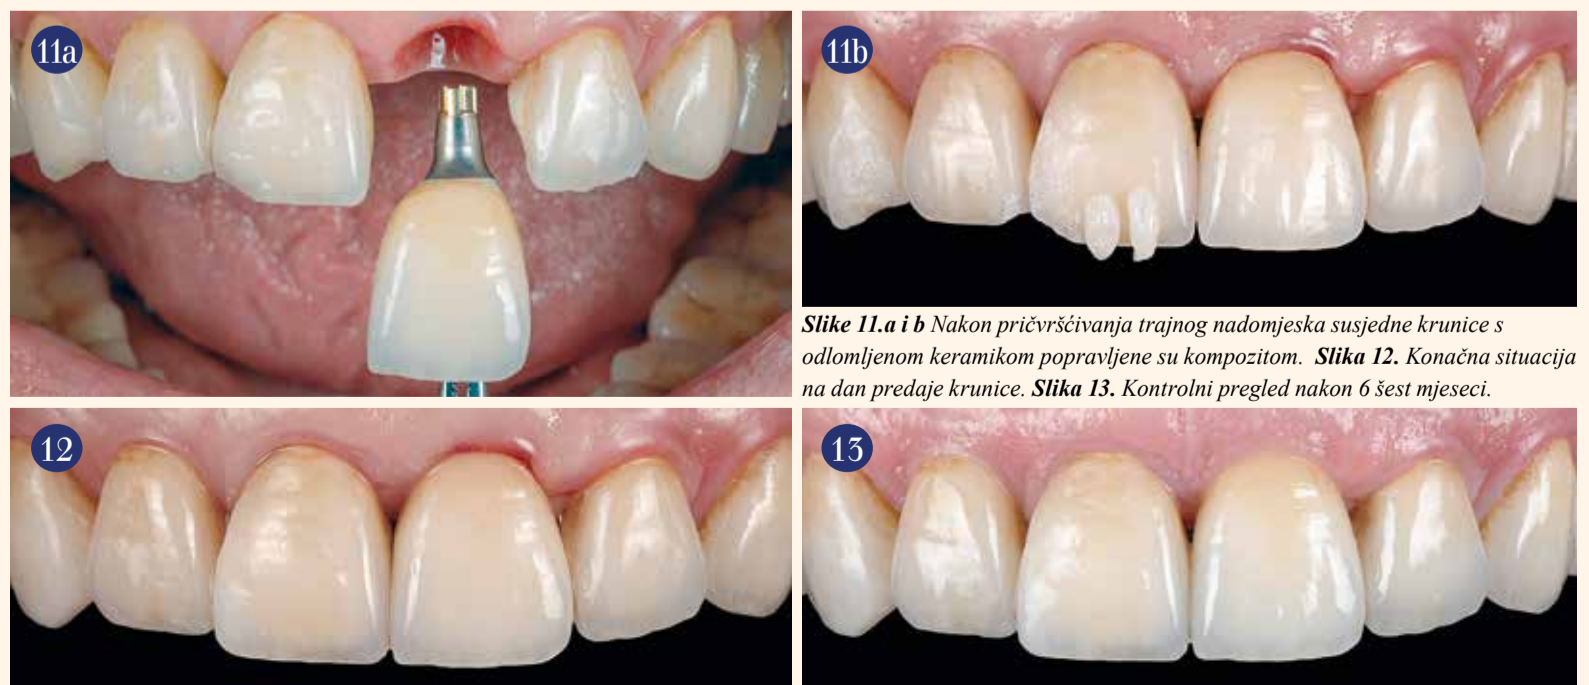 11a
11b
Slike 11.a i b Nakon pričvršćivanja trajnog nadomjeska susjedne krunice s
odlomljenom keramikom popravljene su kompozitom. Slika 12. Konačna situacija
na dan predaje krunice. Slika 13. Kontrolni pregled nakon 6 šest mjeseci.
12
13